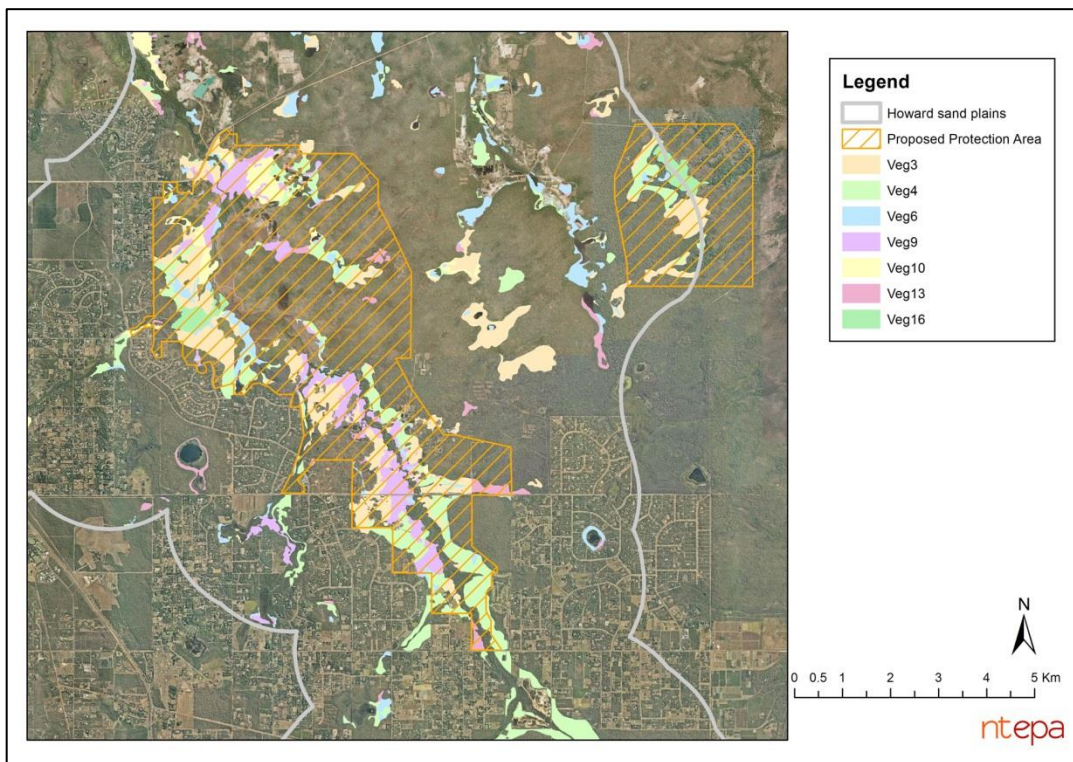 Legend
Howard sand plains
Proposed Protection Area
Veg3
Veg4
Veg6
Veg9
Veg10
Veg13
Veg16
N
0 0.5 1 2 3 4 5 Km
ntepa